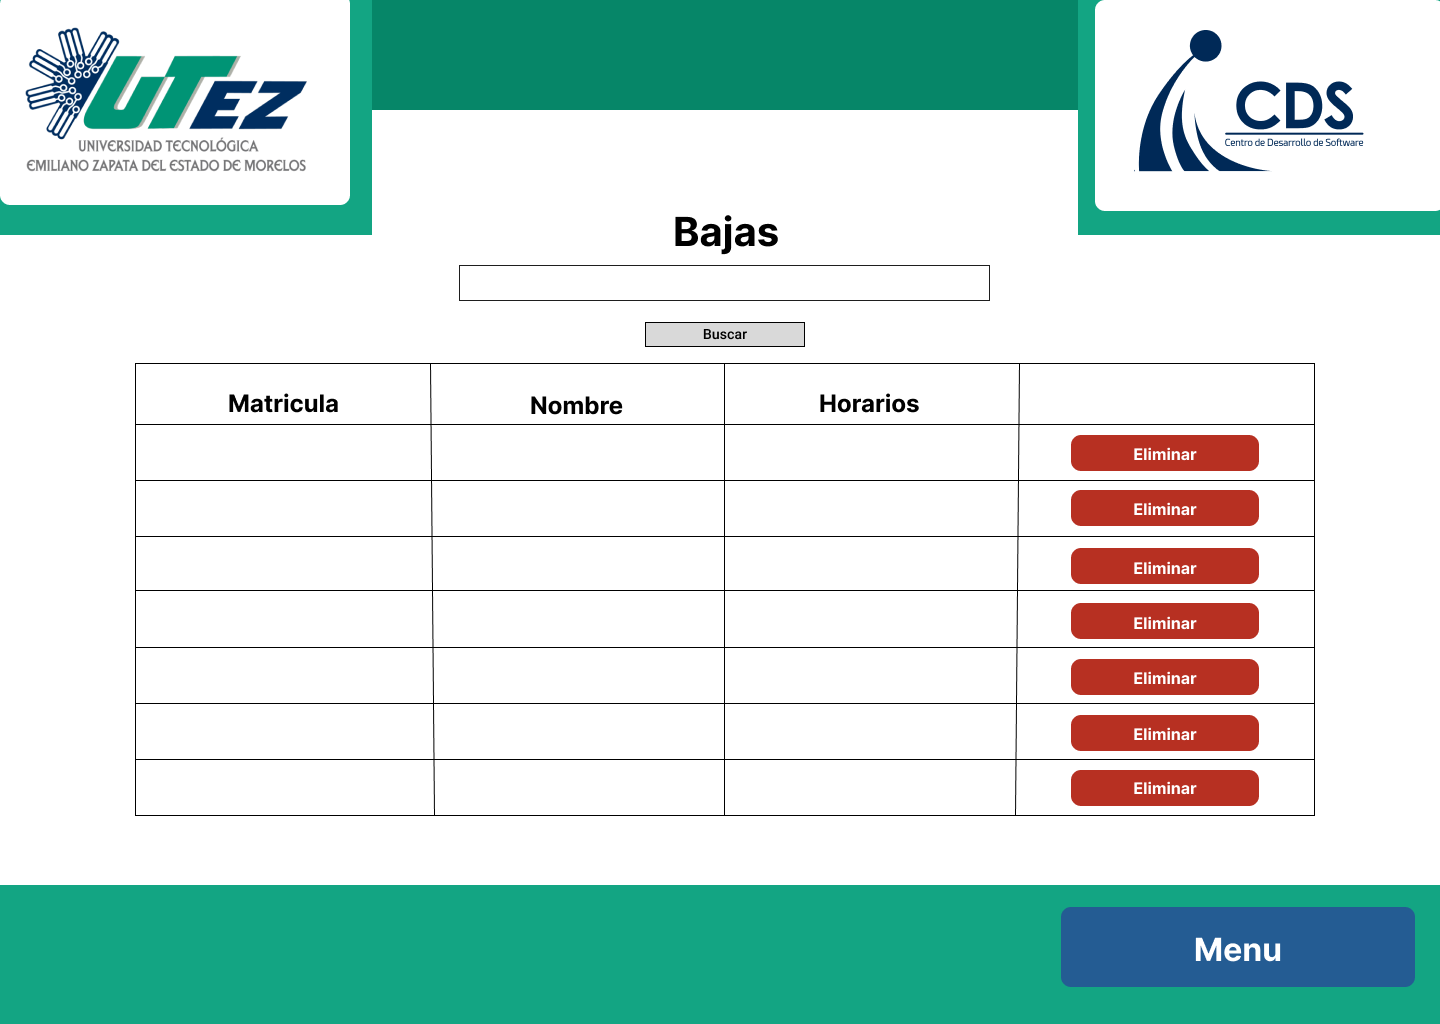 UTEZ
UNIVERSIDAD TECNOLÓGICA
EMILIANO ZAPATA DEL ESTADO DE MORELOS
CDS
Centro de Desarrollo de Software
Bajas
Buscar
Matricula Nombre Horarios
Eliminar
Eliminar
Eliminar
Eliminar
Eliminar
Eliminar
Eliminar
Menu